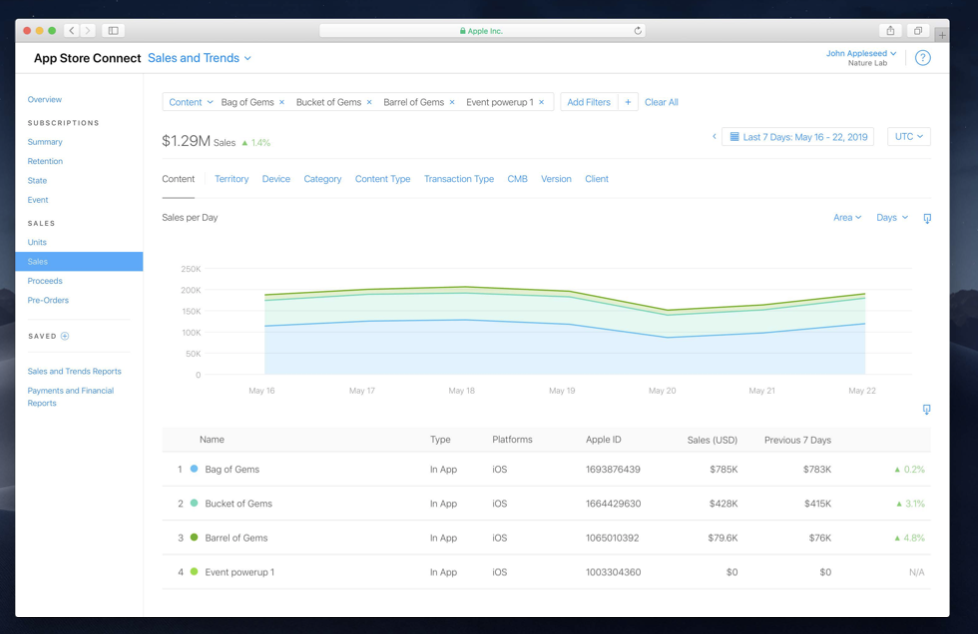 Apple Inc.
App Store Connect Sales and Trends
John Appleseed
Nature Lab
?
Overview
SUBSCRIPTIONS
Summary
Retention
State
Event
SALES
Units
Sales
Proceeds
Pre-Orders
SAVED
Sales and Trends Reports
Payments and Financial
Reports
Content Bag of Gems × Bucket of Gems × Barrel of Gems × Event powerup 1 × Add Filters + Clear All
$1.29M Sales ▲ 1.4%
Last 7 Days: May 16 - 22, 2019 UTC
Content Territory Device Category Content Type Transaction Type CMB Version Client
Sales per Day
Area Days
250K
200K
150K
100K
50K
0
May 16 May 17 May 18 May 19 May 20 May 21 May 22
Name Type Platforms Apple ID Sales (USD) Previous 7 Days
1 Bag of Gems In App iOS 1693876439 $785K $783K ▲ 0.2%
2 Bucket of Gems In App iOS 1664429630 $428K $415K ▲ 3.1%
3 Barrel of Gems In App iOS 1065010392 $79.6K $76K ▲ 4.8%
4 Event powerup 1 In App iOS 1003304360 $0 $0 N/A